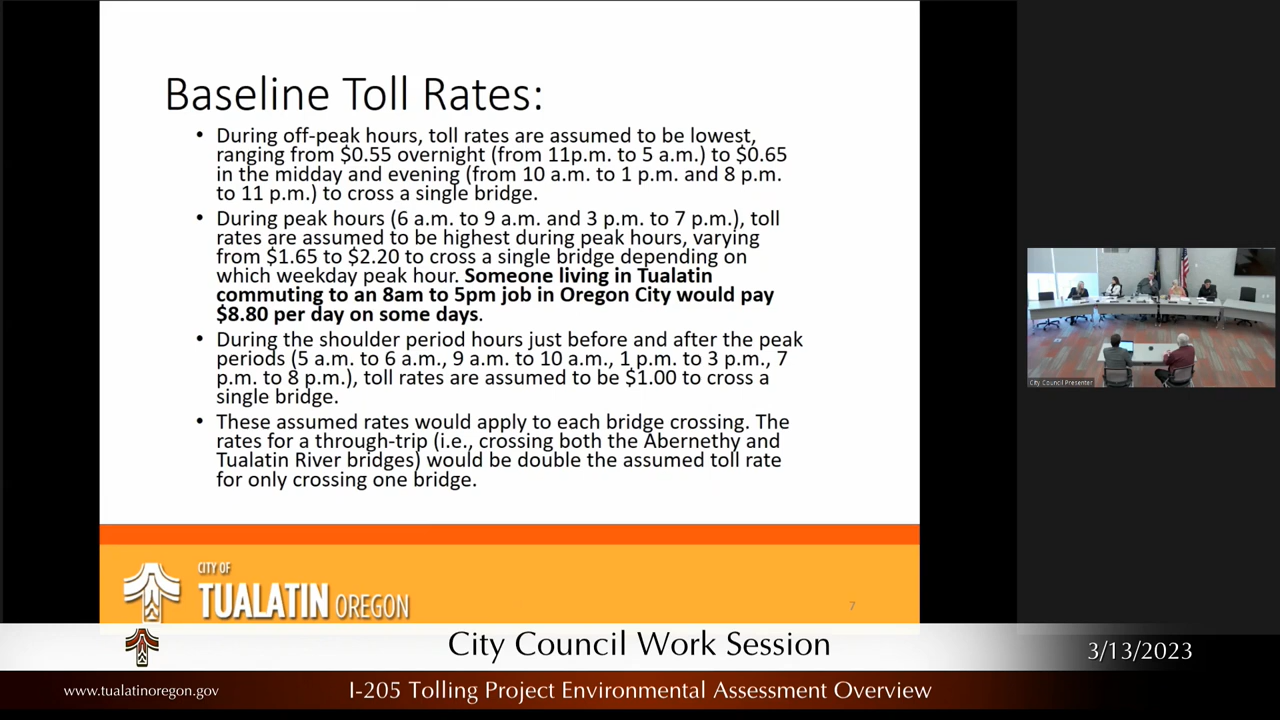 Baseline Toll Rates:
• During off-peak hours, toll rates are assumed to be lowest,
ranging from $0.55 overnight (from 11p.m. to 5 a.m.) to $0.65
in the midday and evening (from 10 a.m. to 1 p.m. and 8 p.m.
to 11 p.m.) to cross a single bridge.
• During peak hours (6 a.m. to 9 a.m. and 3 p.m. to 7 p.m.), toll
rates are assumed to be highest during peak hours, varying
from $1.65 to $2.20 to cross a single bridge depending on
which weekday peak hour. Someone living in Tualatin
commuting to an 8am to 5pm job in Oregon City would pay
$8.80 per day on some days.
• During the shoulder period hours just before and after the peak
periods (5 a.m. to 6 a.m., 9 a.m. to 10 a.m., 1 p.m. to 3 p.m., 7
p.m. to 8 p.m.), toll rates are assumed to be $1.00 to cross a
single bridge.
• These assumed rates would apply to each bridge crossing. The
rates for a through-trip (i.e., crossing both the Abernethy and
Tualatin River bridges) would be double the assumed toll rate
for only crossing one bridge.
CITY OF
TUALATIN OREGON
7
City Council Presenter
City Council Work Session
3/13/2023
www.tualatinoregon.gov
I-205 Tolling Project Environmental Assessment Overview